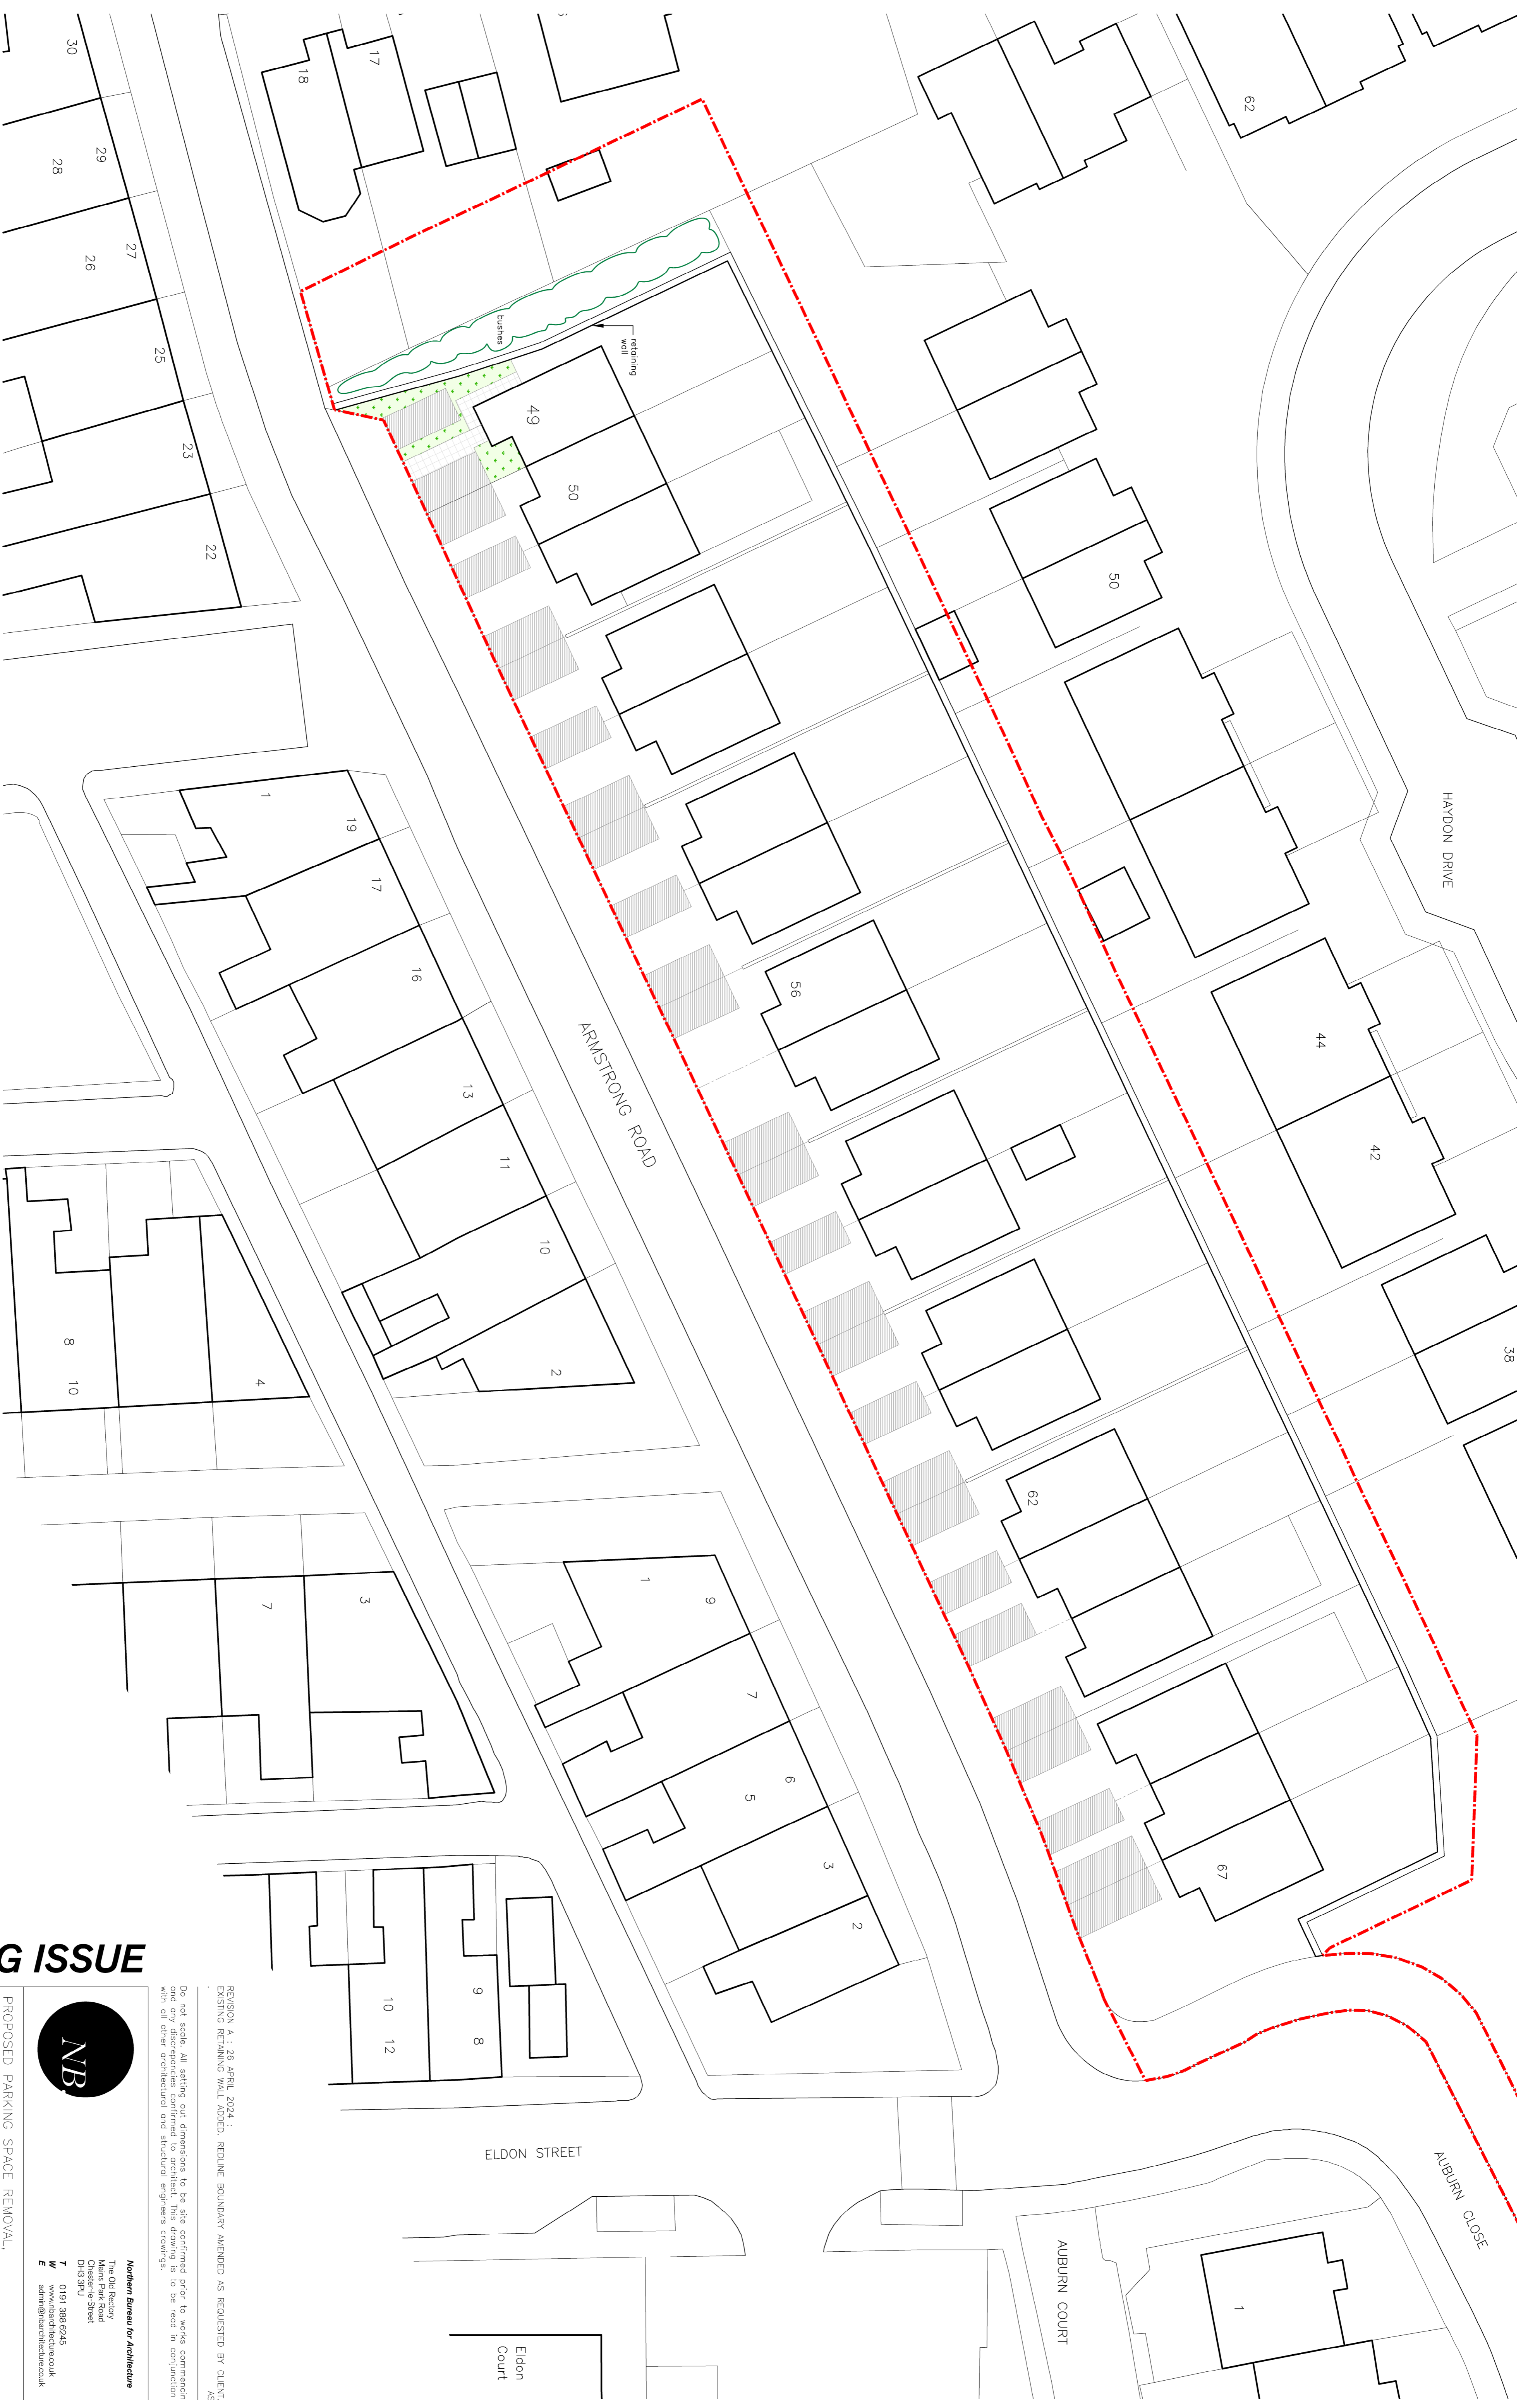 62
17
30
18
29
28
27
26
25
23
22
bushes
retaining
wall
49
50
50
HAYDON DRIVE
1
19
17
16
13
11
10
2
ARMSTRONG ROAD
56
44
42
38
62
67
8
10
4
7
3
1
9
7
6
5
3
2
9
8
10
12
ELDON STREET
AUBURN CLOSE
AUBURN COURT
1
Eldon
Court
REVISION A : 26 APRIL 2024 :
EXISTING RETAINING WALL ADDED, REDLINE BOUNDARY AMENDED AS REQUESTED BY CLIENT.
AS
Do not scale. All setting out dimensions to be site confirmed prior to works commencin
and any discrepancies confirmed to architect. This drawing is to be read in conjunction
with all other architectural and structural engineers drawings.
G ISSUE
NB
Northern Bureau for Architecture
The Old Rectory
Mains Park Road
Chester-le-Street
DH3 3PU
T 0191 388 6245
W www.nbarchitecture.co.uk
E admin@nbarchitecture.co.uk
PROPOSED PARKING SPACE REMOVAL,